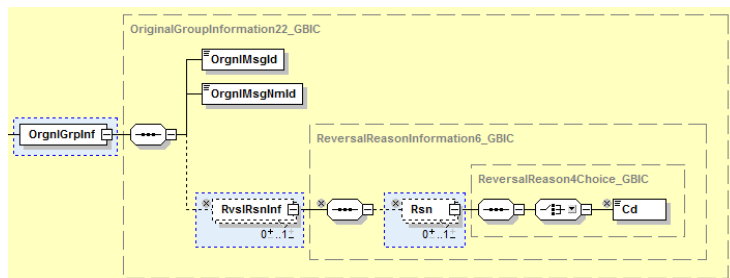 OriginalGroupInformation22_GBIC
OrgnlMsgId
OrgnlMsgNmId
OrgnlGrpInf
ReversalReasonInformation6_GBIC
ReversalReason4Choice_GBIC
RvslRsnInf
Rsn
Cd
0+..1±
0+..1±